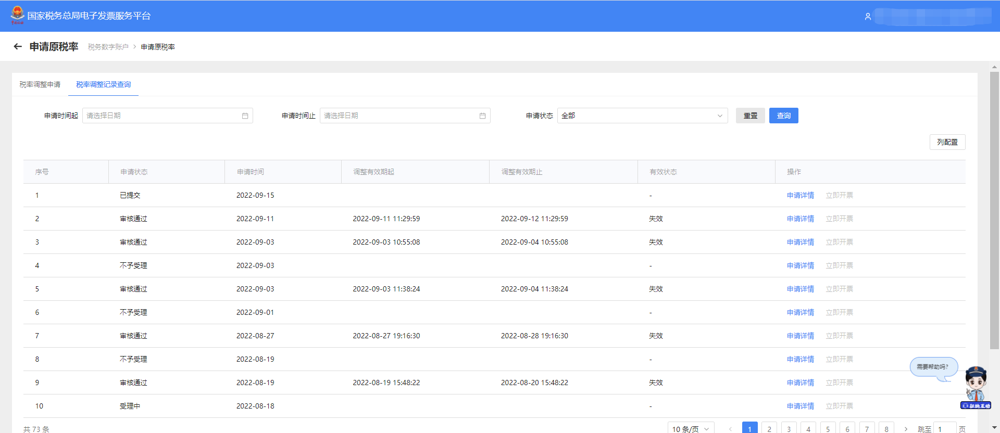 国家税务总局电子发票服务平台
申请原税率 税务数字账户 > 申请原税率
税率调整申请 税率调整记录查询
申请时间起 请选择日期 申请时间止 请选择日期 申请状态 全部 重置 查询
列配置
序号 申请状态 申请时间 调整有效期起 调整有效期止 有效状态 操作
1 已提交 2022-09-15 - 申请详情 立即开票
2 审核通过 2022-09-11 2022-09-11 11:29:59 2022-09-12 11:29:59 失效 申请详情 立即开票
3 审核通过 2022-09-03 2022-09-03 10:55:08 2022-09-04 10:55:08 失效 申请详情 立即开票
4 不予受理 2022-09-03 - 申请详情 立即开票
5 审核通过 2022-09-03 2022-09-03 11:38:24 2022-09-04 11:38:24 失效 申请详情 立即开票
6 不予受理 2022-09-01 - 申请详情 立即开票
7 审核通过 2022-08-27 2022-08-27 19:16:30 2022-08-28 19:16:30 失效 申请详情 立即开票
8 不予受理 2022-08-19 - 申请详情 立即开票
需要帮助吗?
9 审核通过 2022-08-19 2022-08-19 15:48:22 2022-08-20 15:48:22 失效 申请详情 立即开票
10 受理中 2022-08-18 - 申请详情 立即开票
征纳互动
共 73 条 10 条/页 < 1 2 3 4 5 6 7 8 > 跳至 1 页